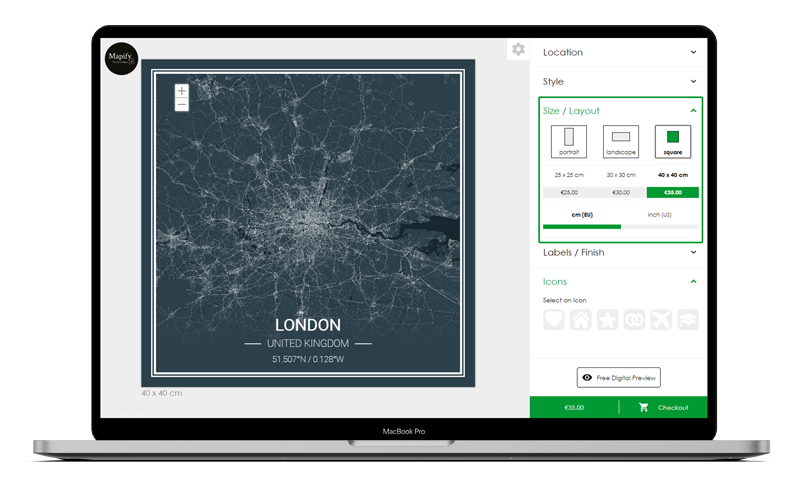 Mapify
+
−
LONDON
UNITED KINGDOM
51.507°N / 0.128°W
40 x 40 cm
Location
Style
Size / Layout
portrait landscape square
25 x 25 cm 30 x 30 cm 40 x 40 cm
€25.00 €30.00 €35.00
cm (EU) inch (US)
Labels / Finish
Icons
Select an Icon
Free Digital Preview
€35.00 Checkout
MacBook Pro